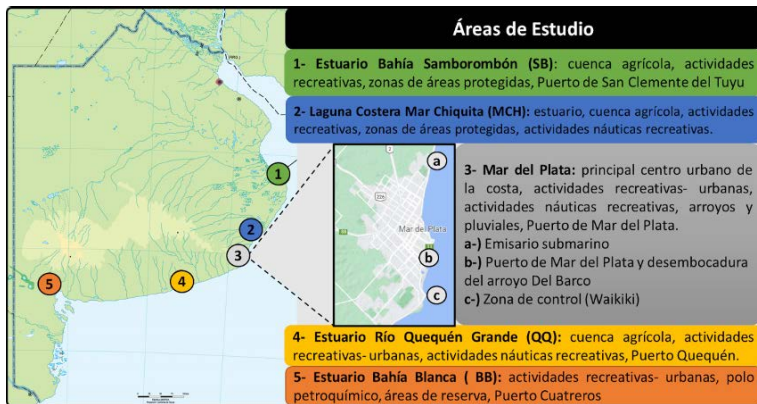 Áreas de Estudio
1- Estuario Bahía Samborombón (SB): cuenca agrícola, actividades
recreativas, zonas de áreas protegidas, Puerto de San Clemente del Tuyu
2- Laguna Costera Mar Chiquita (MCH): estuario, cuenca agrícola, actividades
recreativas, zonas de áreas protegidas, actividades náuticas recreativas.
3- Mar del Plata: principal centro urbano
de la costa, actividades recreativas- urbanas,
actividades náuticas recreativas, arroyos y
pluviales, Puerto de Mar del Plata.
a-) Emisario submarino
b-) Puerto de Mar del Plata y desembocadura
del arroyo Del Barco
c-) Zona de control (Waikiki)
4- Estuario Río Quequén Grande (QQ): cuenca agrícola, actividades
recreativas- urbanas, actividades náuticas recreativas, Puerto Quequén.
5- Estuario Bahía Blanca ( BB): actividades recreativas- urbanas, polo
petroquímico, áreas de reserva, Puerto Cuatreros
1
2
3
4
5
a
2
226
Mar del Plata
b
c